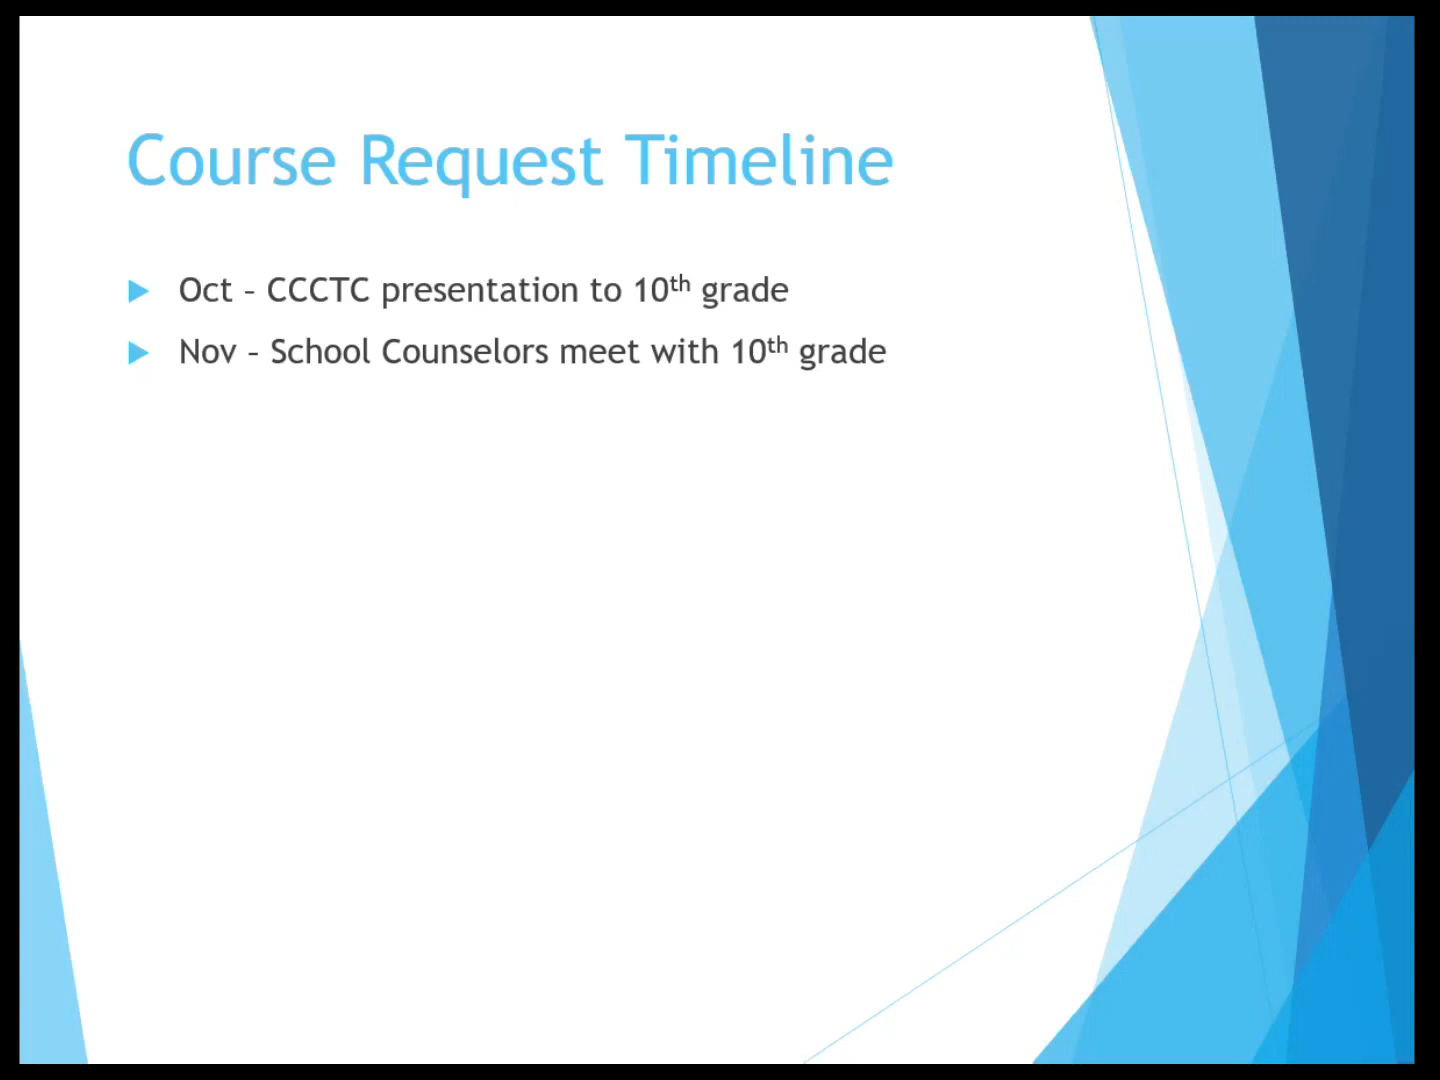 Course Request Timeline
Oct – CCCTC presentation to 10th grade
Nov – School Counselors meet with 10th grade